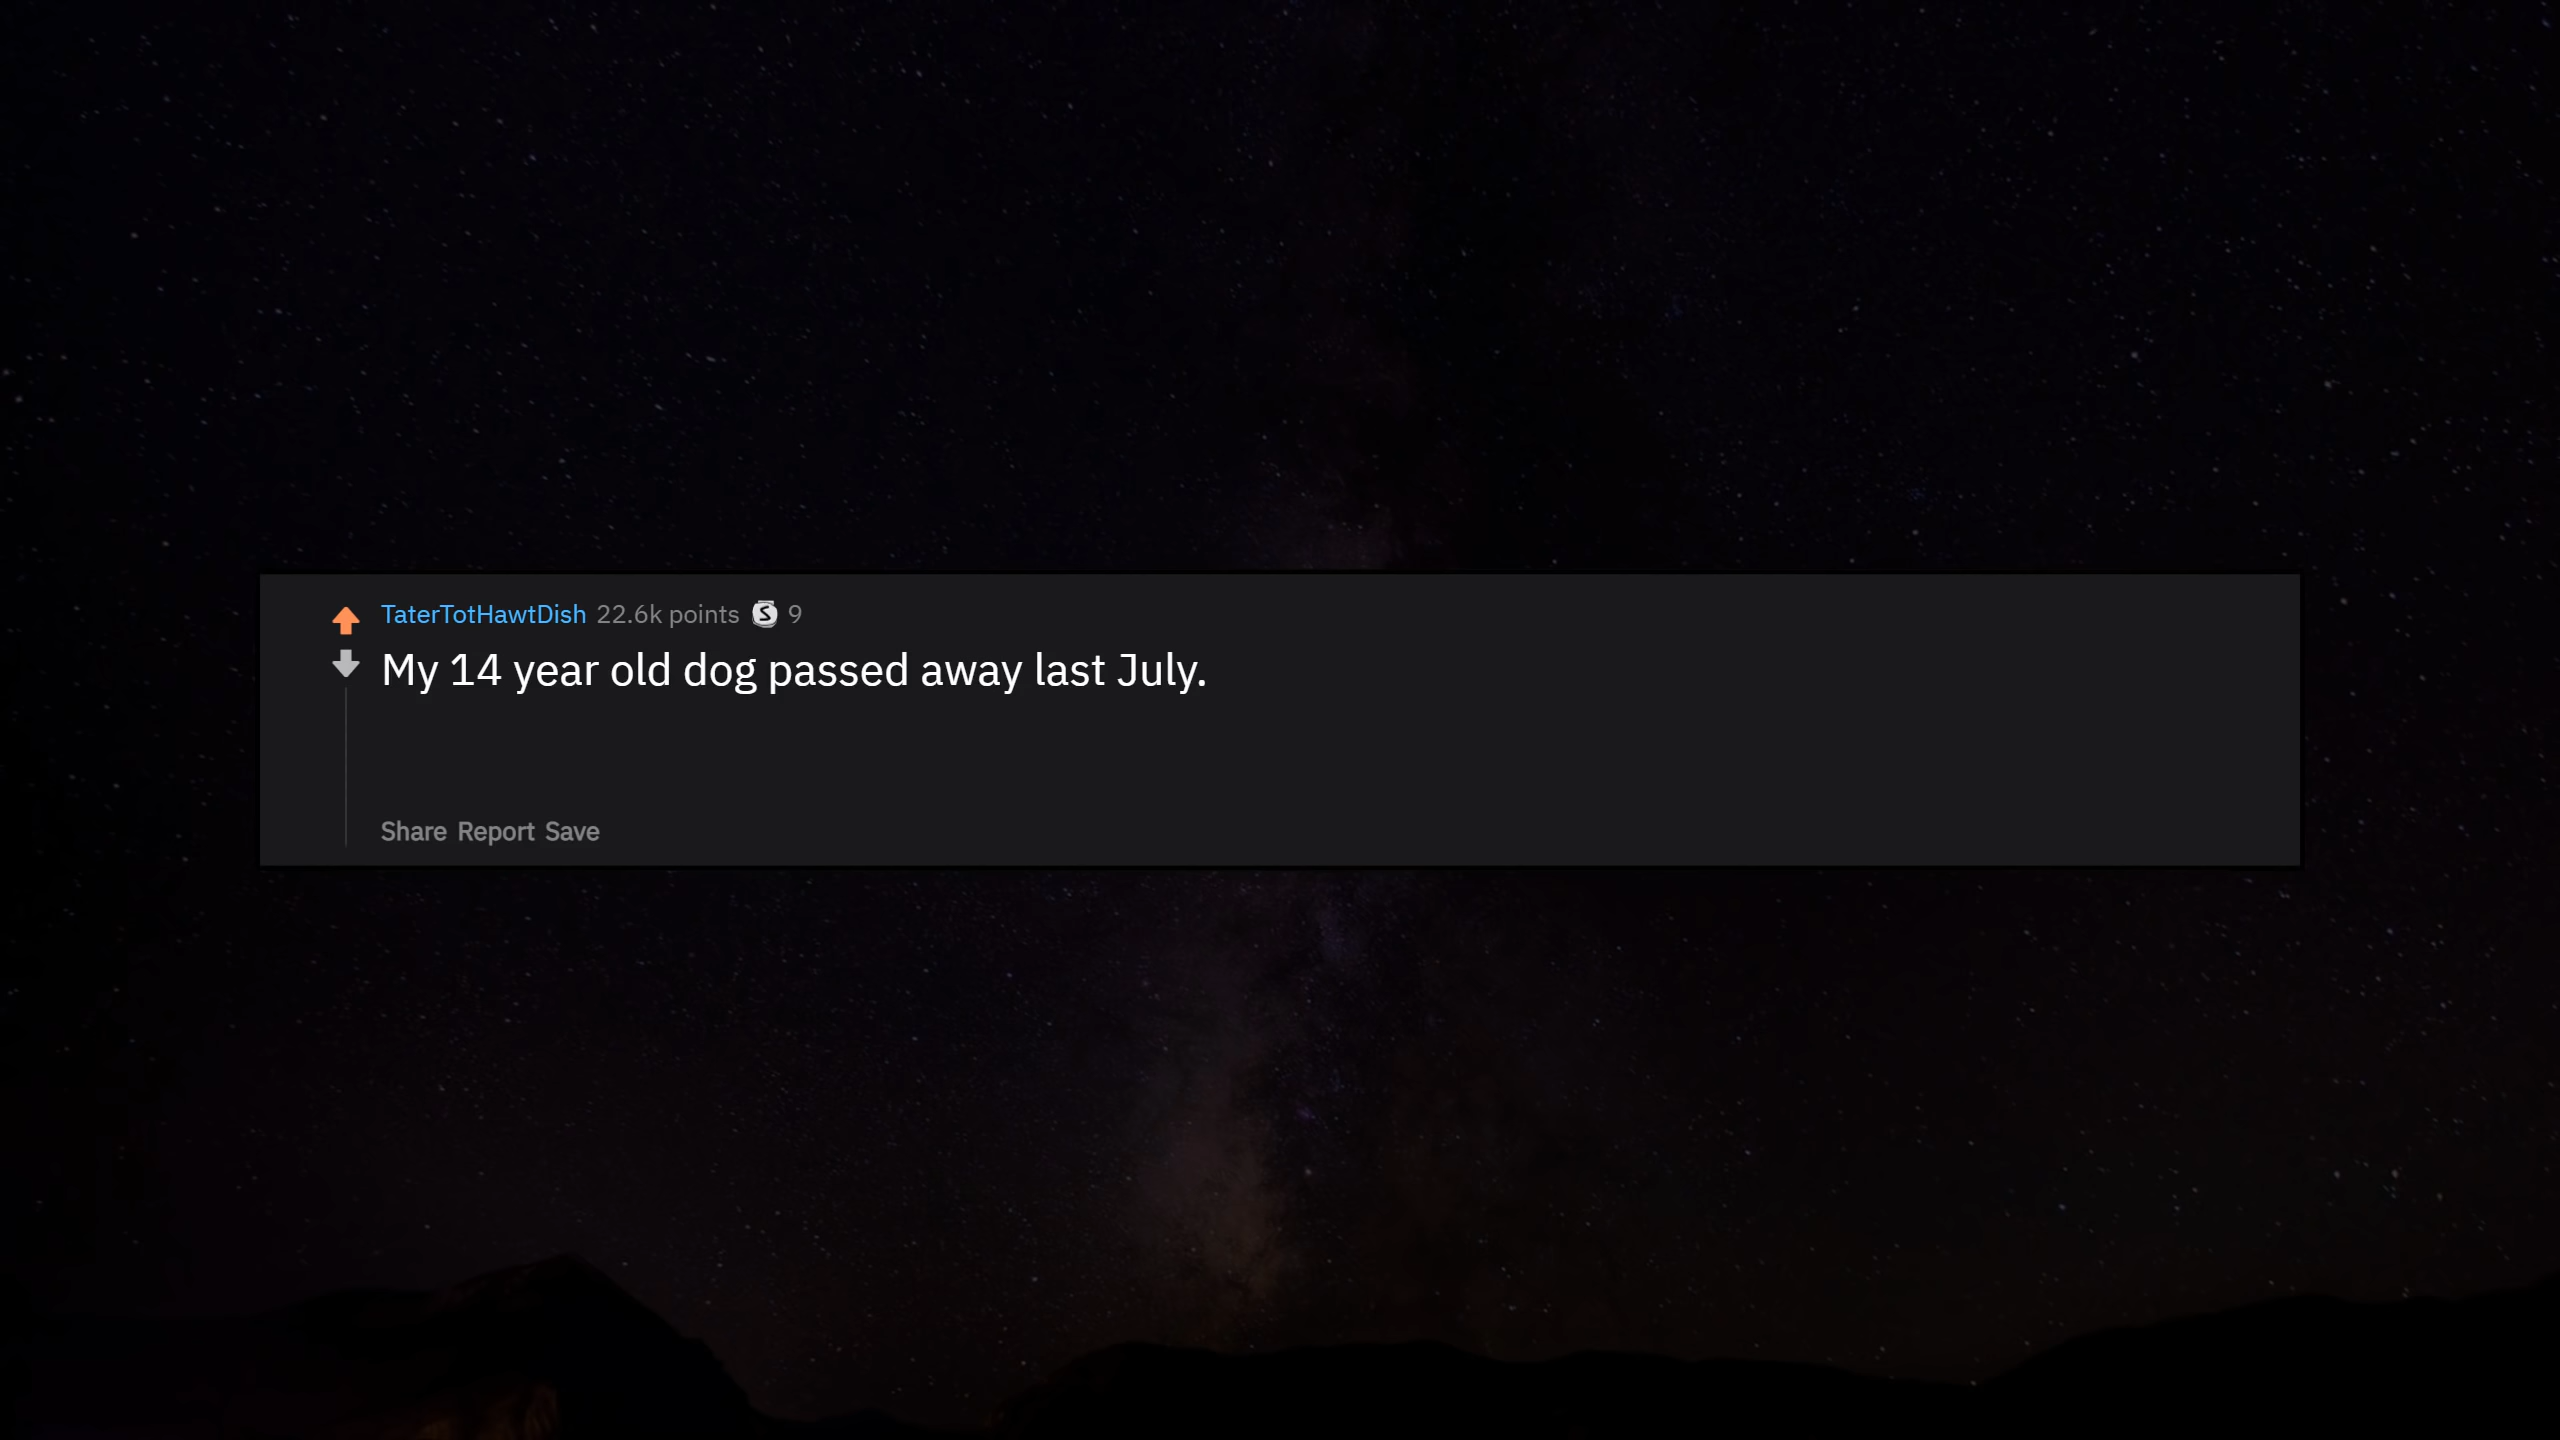 TaterTotHawtDish 22.6k points S 9
My 14 year old dog passed away last July.
Share Report Save